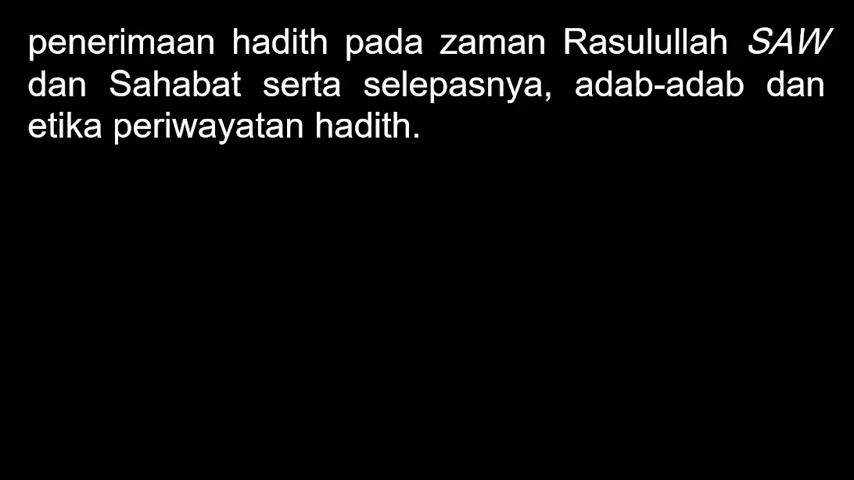 penerimaan hadith pada zaman Rasulullah SAW
dan Sahabat serta selepasnya, adab-adab dan
etika periwayatan hadith.